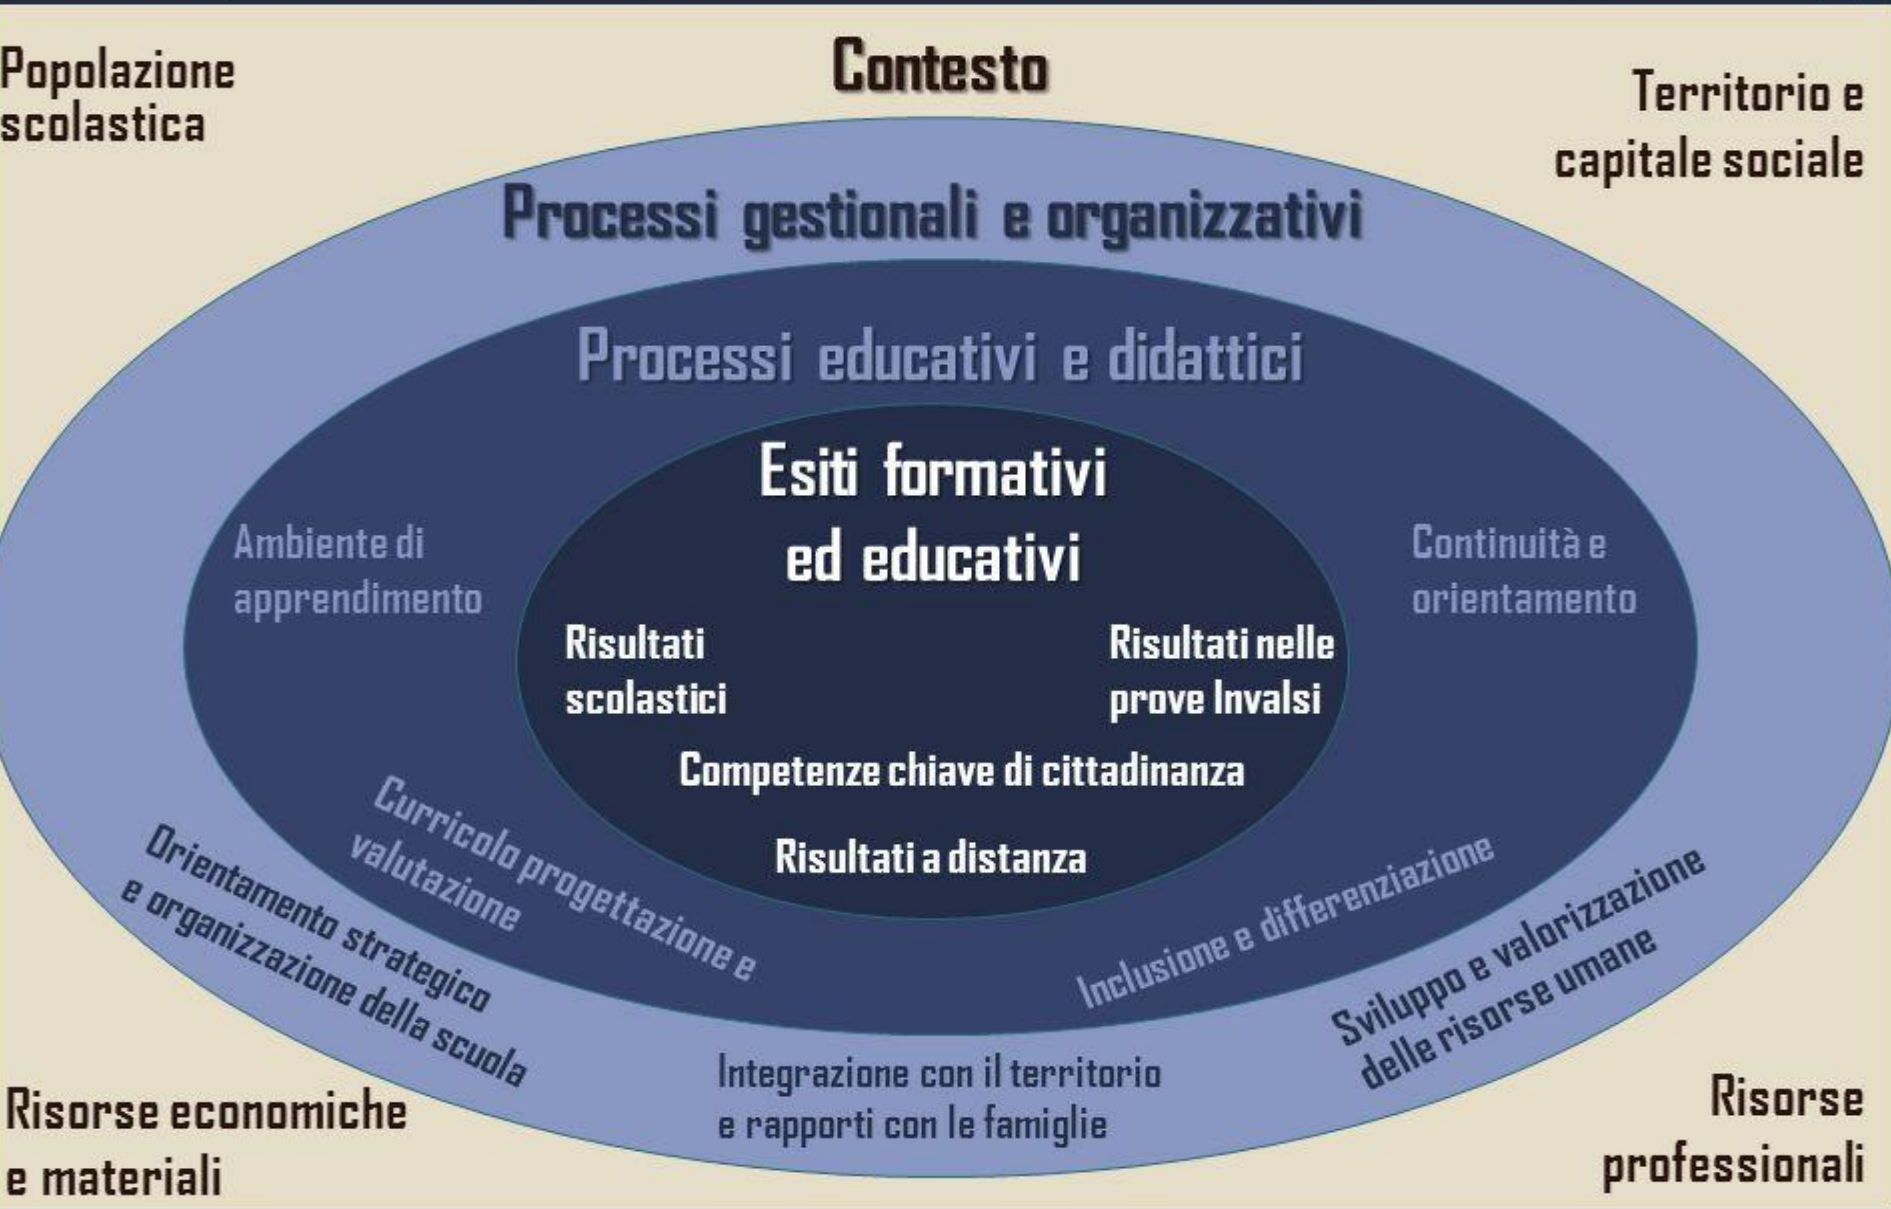 Contesto
Popolazione
scolastica
Territorio e
capitale sociale
Processi gestionali e organizzativi
Processi educativi e didattici
Esiti formativi
ed educativi
Ambiente di
apprendimento
Continuità e
orientamento
Risultati
scolastici
Risultati nelle
prove Invalsi
Competenze chiave di cittadinanza
Risultati a distanza
Curricolo progettazione e
valutazione
Inclusione e differenziazione
Orientamento strategico
e organizzazione della scuola
Integrazione con il territorio
e rapporti con le famiglie
Sviluppo e valorizzazione
delle risorse umane
Risorse economiche
e materiali
Risorse
professionali